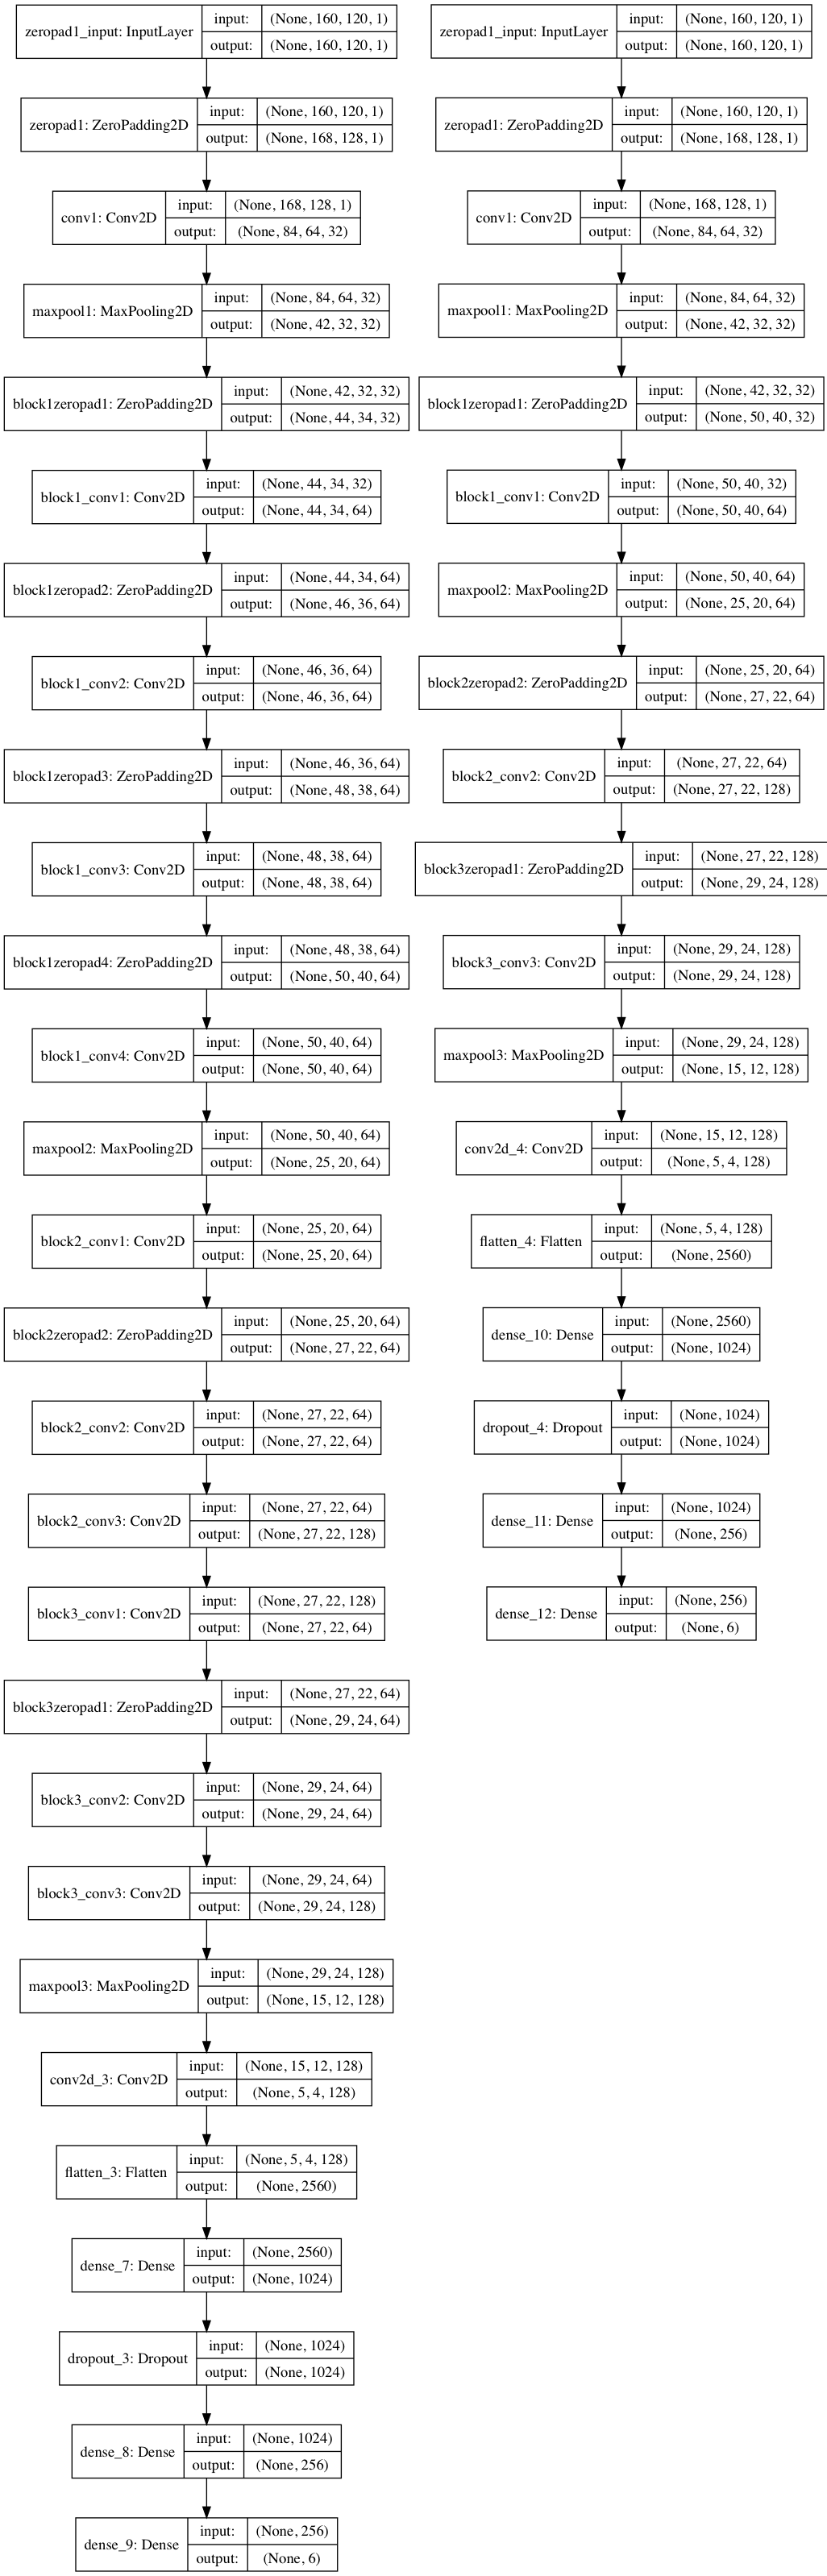 zeropad1_input: InputLayer
input: (None, 160, 120, 1)
output: (None, 160, 120, 1)
zeropad1: ZeroPadding2D
input: (None, 160, 120, 1)
output: (None, 168, 128, 1)
conv1: Conv2D
input: (None, 168, 128, 1)
output: (None, 84, 64, 32)
maxpool1: MaxPooling2D
input: (None, 84, 64, 32)
output: (None, 42, 32, 32)
block1zeropad1: ZeroPadding2D
input: (None, 42, 32, 32)
output: (None, 44, 34, 32)
block1_conv1: Conv2D
input: (None, 44, 34, 32)
output: (None, 44, 34, 64)
block1zeropad2: ZeroPadding2D
input: (None, 44, 34, 64)
output: (None, 46, 36, 64)
block1_conv2: Conv2D
input: (None, 46, 36, 64)
output: (None, 46, 36, 64)
block1zeropad3: ZeroPadding2D
input: (None, 46, 36, 64)
output: (None, 48, 38, 64)
block1_conv3: Conv2D
input: (None, 48, 38, 64)
output: (None, 48, 38, 64)
block1zeropad4: ZeroPadding2D
input: (None, 48, 38, 64)
output: (None, 50, 40, 64)
block1_conv4: Conv2D
input: (None, 50, 40, 64)
output: (None, 50, 40, 64)
maxpool2: MaxPooling2D
input: (None, 50, 40, 64)
output: (None, 25, 20, 64)
block2_conv1: Conv2D
input: (None, 25, 20, 64)
output: (None, 25, 20, 64)
block2zeropad2: ZeroPadding2D
input: (None, 25, 20, 64)
output: (None, 27, 22, 64)
block2_conv2: Conv2D
input: (None, 27, 22, 64)
output: (None, 27, 22, 64)
block2_conv3: Conv2D
input: (None, 27, 22, 64)
output: (None, 27, 22, 128)
block3_conv1: Conv2D
input: (None, 27, 22, 128)
output: (None, 27, 22, 64)
block3zeropad1: ZeroPadding2D
input: (None, 27, 22, 64)
output: (None, 29, 24, 64)
block3_conv2: Conv2D
input: (None, 29, 24, 64)
output: (None, 29, 24, 64)
block3_conv3: Conv2D
input: (None, 29, 24, 64)
output: (None, 29, 24, 128)
maxpool3: MaxPooling2D
input: (None, 29, 24, 128)
output: (None, 15, 12, 128)
conv2d_3: Conv2D
input: (None, 15, 12, 128)
output: (None, 5, 4, 128)
flatten_3: Flatten
input: (None, 5, 4, 128)
output: (None, 2560)
dense_7: Dense
input: (None, 2560)
output: (None, 1024)
dropout_3: Dropout
input: (None, 1024)
output: (None, 1024)
dense_8: Dense
input: (None, 1024)
output: (None, 256)
dense_9: Dense
input: (None, 256)
output: (None, 6)
zeropad1_input: InputLayer
input: (None, 160, 120, 1)
output: (None, 160, 120, 1)
zeropad1: ZeroPadding2D
input: (None, 160, 120, 1)
output: (None, 168, 128, 1)
conv1: Conv2D
input: (None, 168, 128, 1)
output: (None, 84, 64, 32)
maxpool1: MaxPooling2D
input: (None, 84, 64, 32)
output: (None, 42, 32, 32)
block1zeropad1: ZeroPadding2D
input: (None, 42, 32, 32)
output: (None, 50, 40, 32)
block1_conv1: Conv2D
input: (None, 50, 40, 32)
output: (None, 50, 40, 64)
maxpool2: MaxPooling2D
input: (None, 50, 40, 64)
output: (None, 25, 20, 64)
block2zeropad2: ZeroPadding2D
input: (None, 25, 20, 64)
output: (None, 27, 22, 64)
block2_conv2: Conv2D
input: (None, 27, 22, 64)
output: (None, 27, 22, 128)
block3zeropad1: ZeroPadding2D
input: (None, 27, 22, 128)
output: (None, 29, 24, 128)
block3_conv3: Conv2D
input: (None, 29, 24, 128)
output: (None, 29, 24, 128)
maxpool3: MaxPooling2D
input: (None, 29, 24, 128)
output: (None, 15, 12, 128)
conv2d_4: Conv2D
input: (None, 15, 12, 128)
output: (None, 5, 4, 128)
flatten_4: Flatten
input: (None, 5, 4, 128)
output: (None, 2560)
dense_10: Dense
input: (None, 2560)
output: (None, 1024)
dropout_4: Dropout
input: (None, 1024)
output: (None, 1024)
dense_11: Dense
input: (None, 1024)
output: (None, 256)
dense_12: Dense
input: (None, 256)
output: (None, 6)